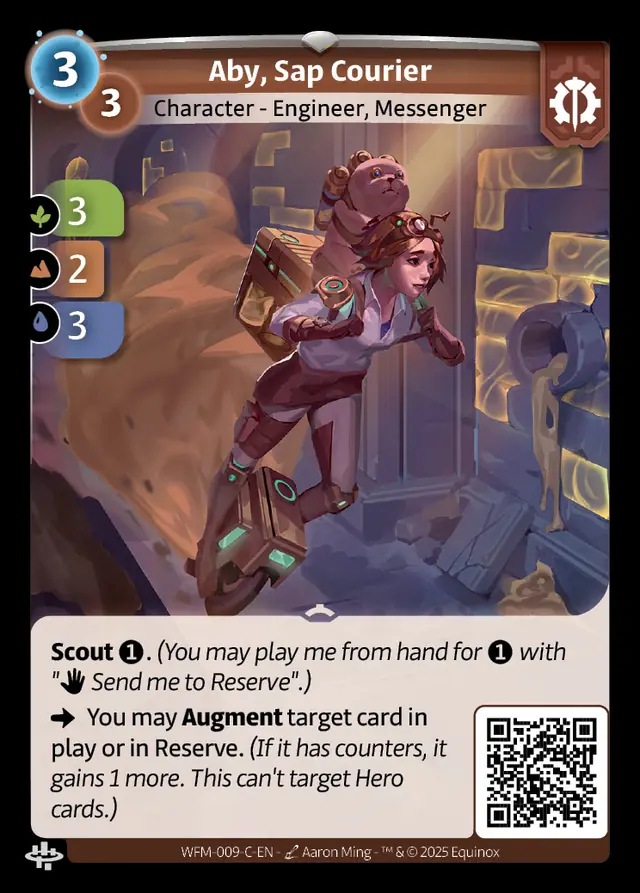 3
Aby, Sap Courier
3
Character - Engineer, Messenger
3
2
3
Scout 1. (You may play me from hand for 1 with
" Send me to Reserve".)
You may Augment target card in
play or in Reserve. (If it has counters, it
gains 1 more. This can't target Hero
cards.)
WFM-009-C-EN - Aaron Ming - ™ & © 2025 Equinox